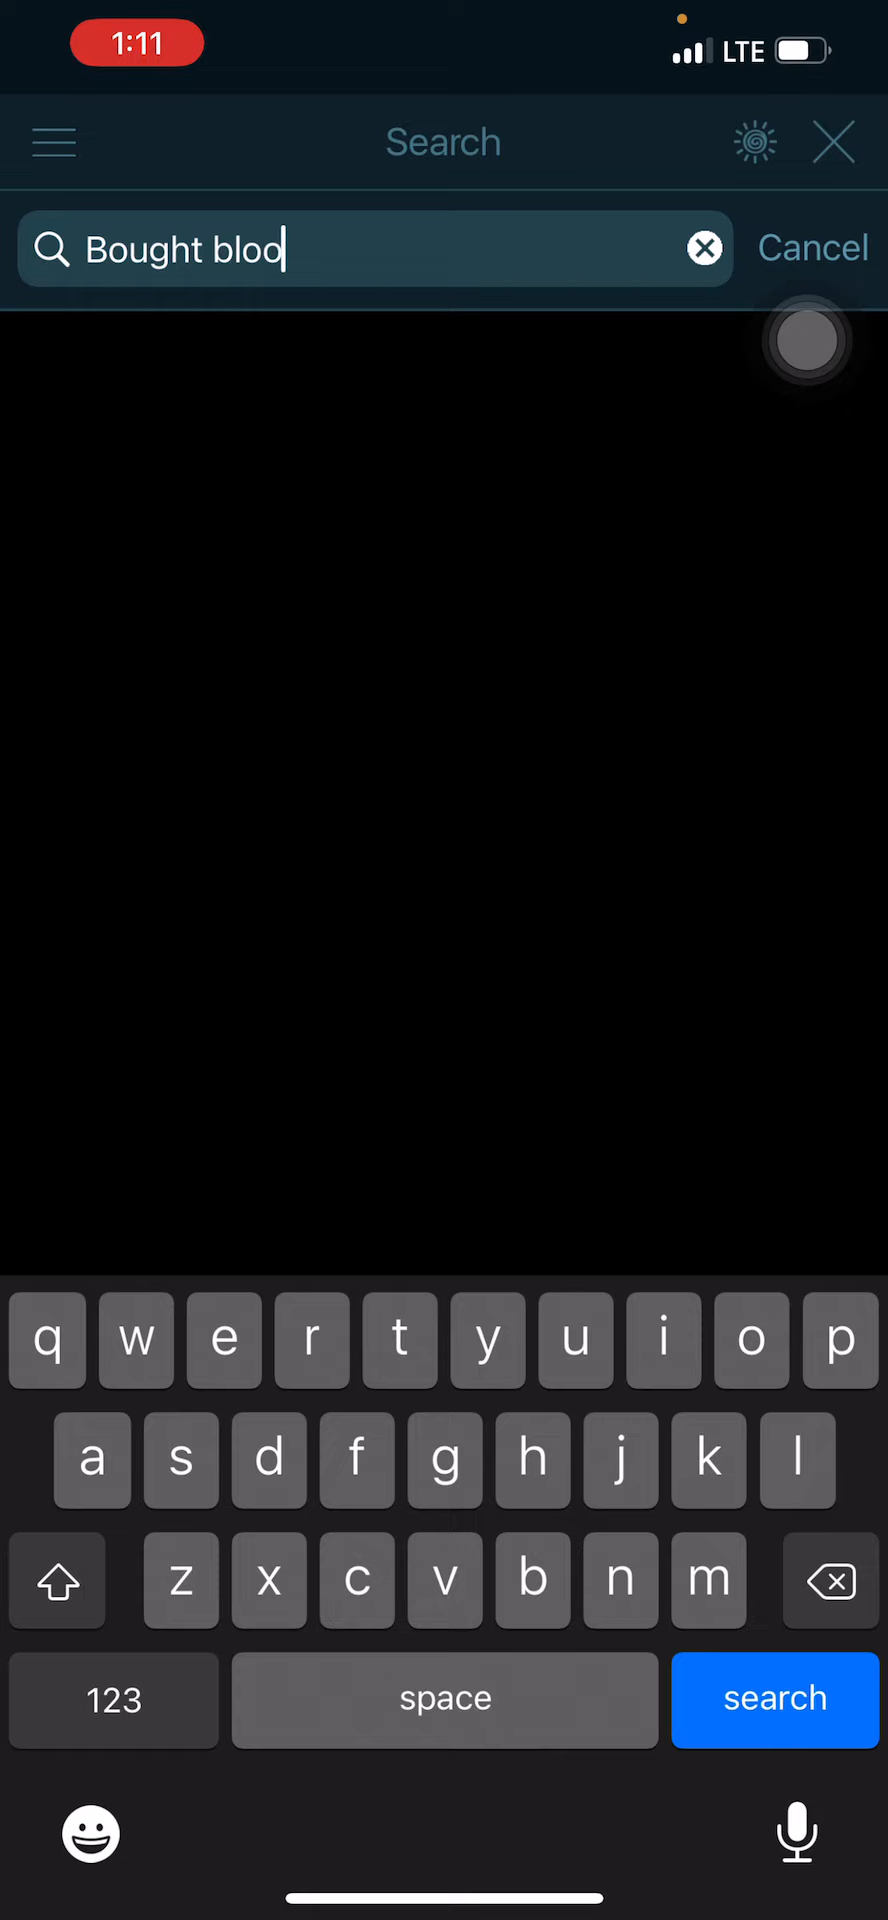 1:11
LTE
Search
Bought bloo
Cancel
q w e r t y u i o p
a s d f g h j k l
z x c v b n m
123 space search